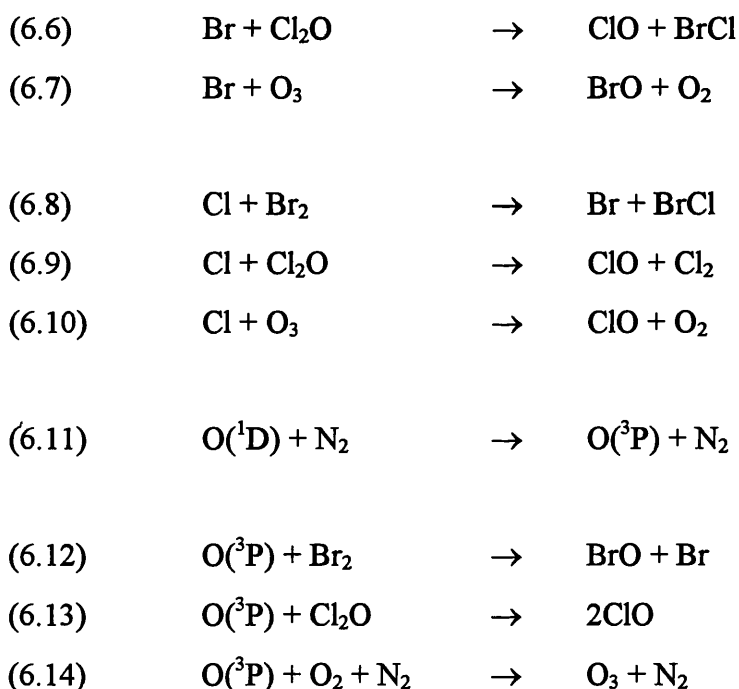 (6.6) Br + Cl₂O → ClO + BrCl
(6.7) Br + O₃ → BrO + O₂
(6.8) Cl + Br₂ → Br + BrCl
(6.9) Cl + Cl₂O → ClO + Cl₂
(6.10) Cl + O₃ → ClO + O₂
(6.11) O(¹D) + N₂ → O(³P) + N₂
(6.12) O(³P) + Br₂ → BrO + Br
(6.13) O(³P) + Cl₂O → 2ClO
(6.14) O(³P) + O₂ + N₂ → O₃ + N₂